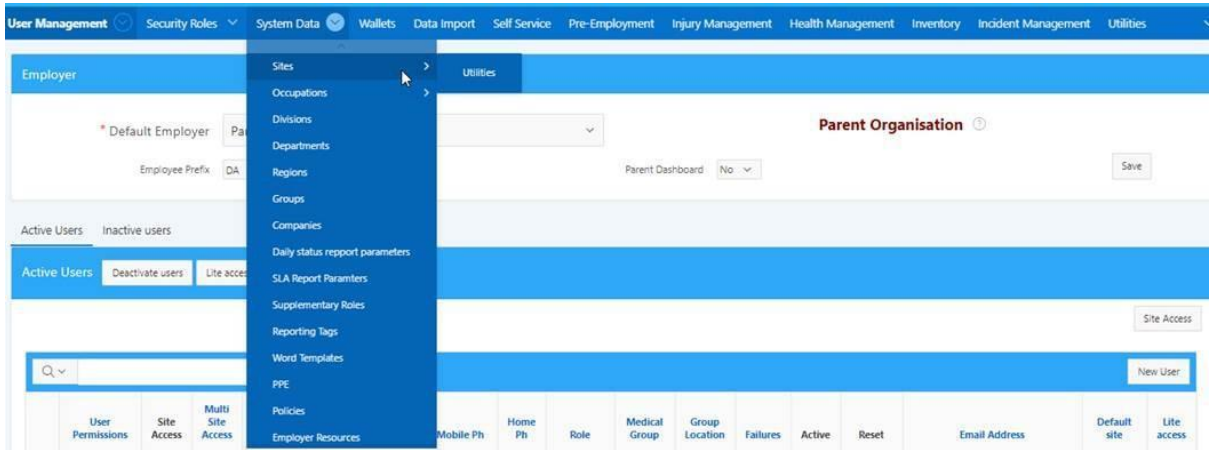 User Management Security Roles System Data Wallets Data Import Self Service Pre-Employment Injury Management Health Management Inventory Incident Management Utilities
Employer
Utilities
Sites
Occupations
Divisions
Departments
Regions
Groups
Companies
Daily status repport parameters
SLA Report Paramters
Supplementary Roles
Reporting Tags
Word Templates
PPE
Policies
Employer Resources
* Default Employer
Parent Organisation ?
Employee Prefix DA
Parent Dashboard No
Save
Active Users Inactive users
Active Users Deactivate users Lite
Site Access
New User
User Permissions Site Access Multi Site Access Mobile Ph Home Ph Role Medical Group Group Location Failures Active Reset Email Address Default site Lite access